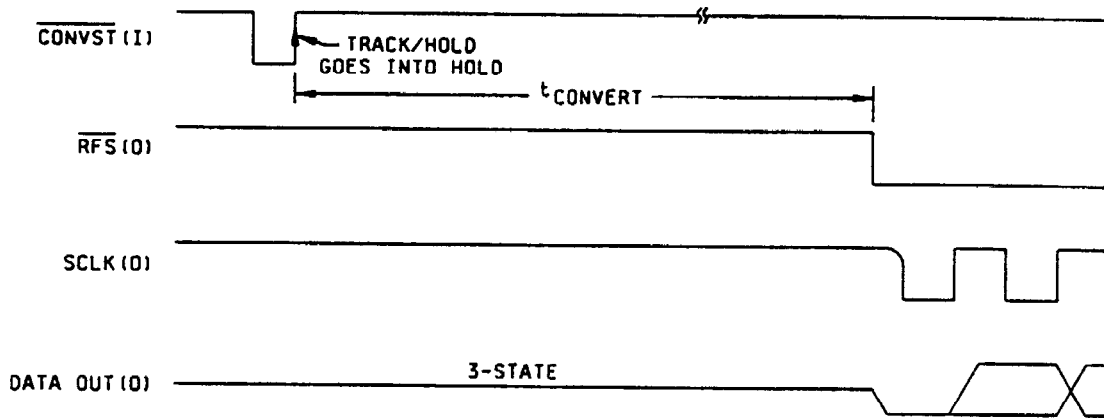 CONVST(I)
TRACK/HOLD
GOES INTO HOLD
tCONVERT
RFS(O)
SCLK(O)
3-STATE
DATA OUT(O)